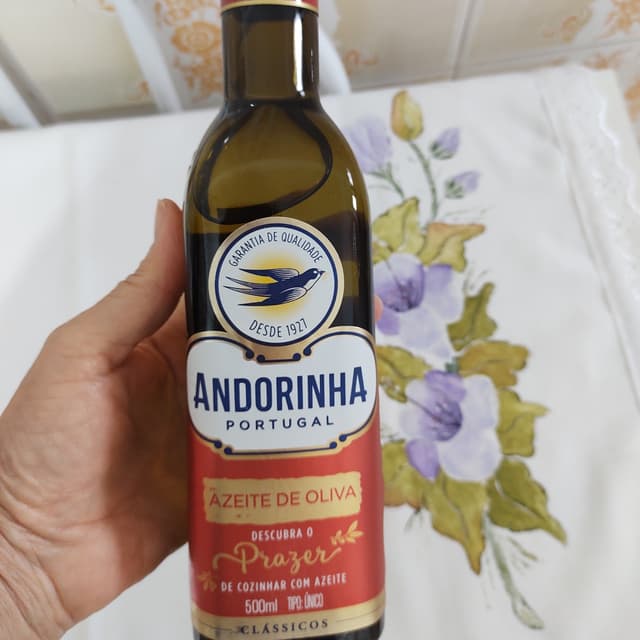 GARANTIA DE QUALIDADE
DESDE 1927
ANDORINHA
PORTUGAL
AZEITE DE OLIVA
DESCUBRA O
Prazer
DE COZINHAR COM AZEITE
500ml TIPO: ÚNICO
CLÁSSICOS